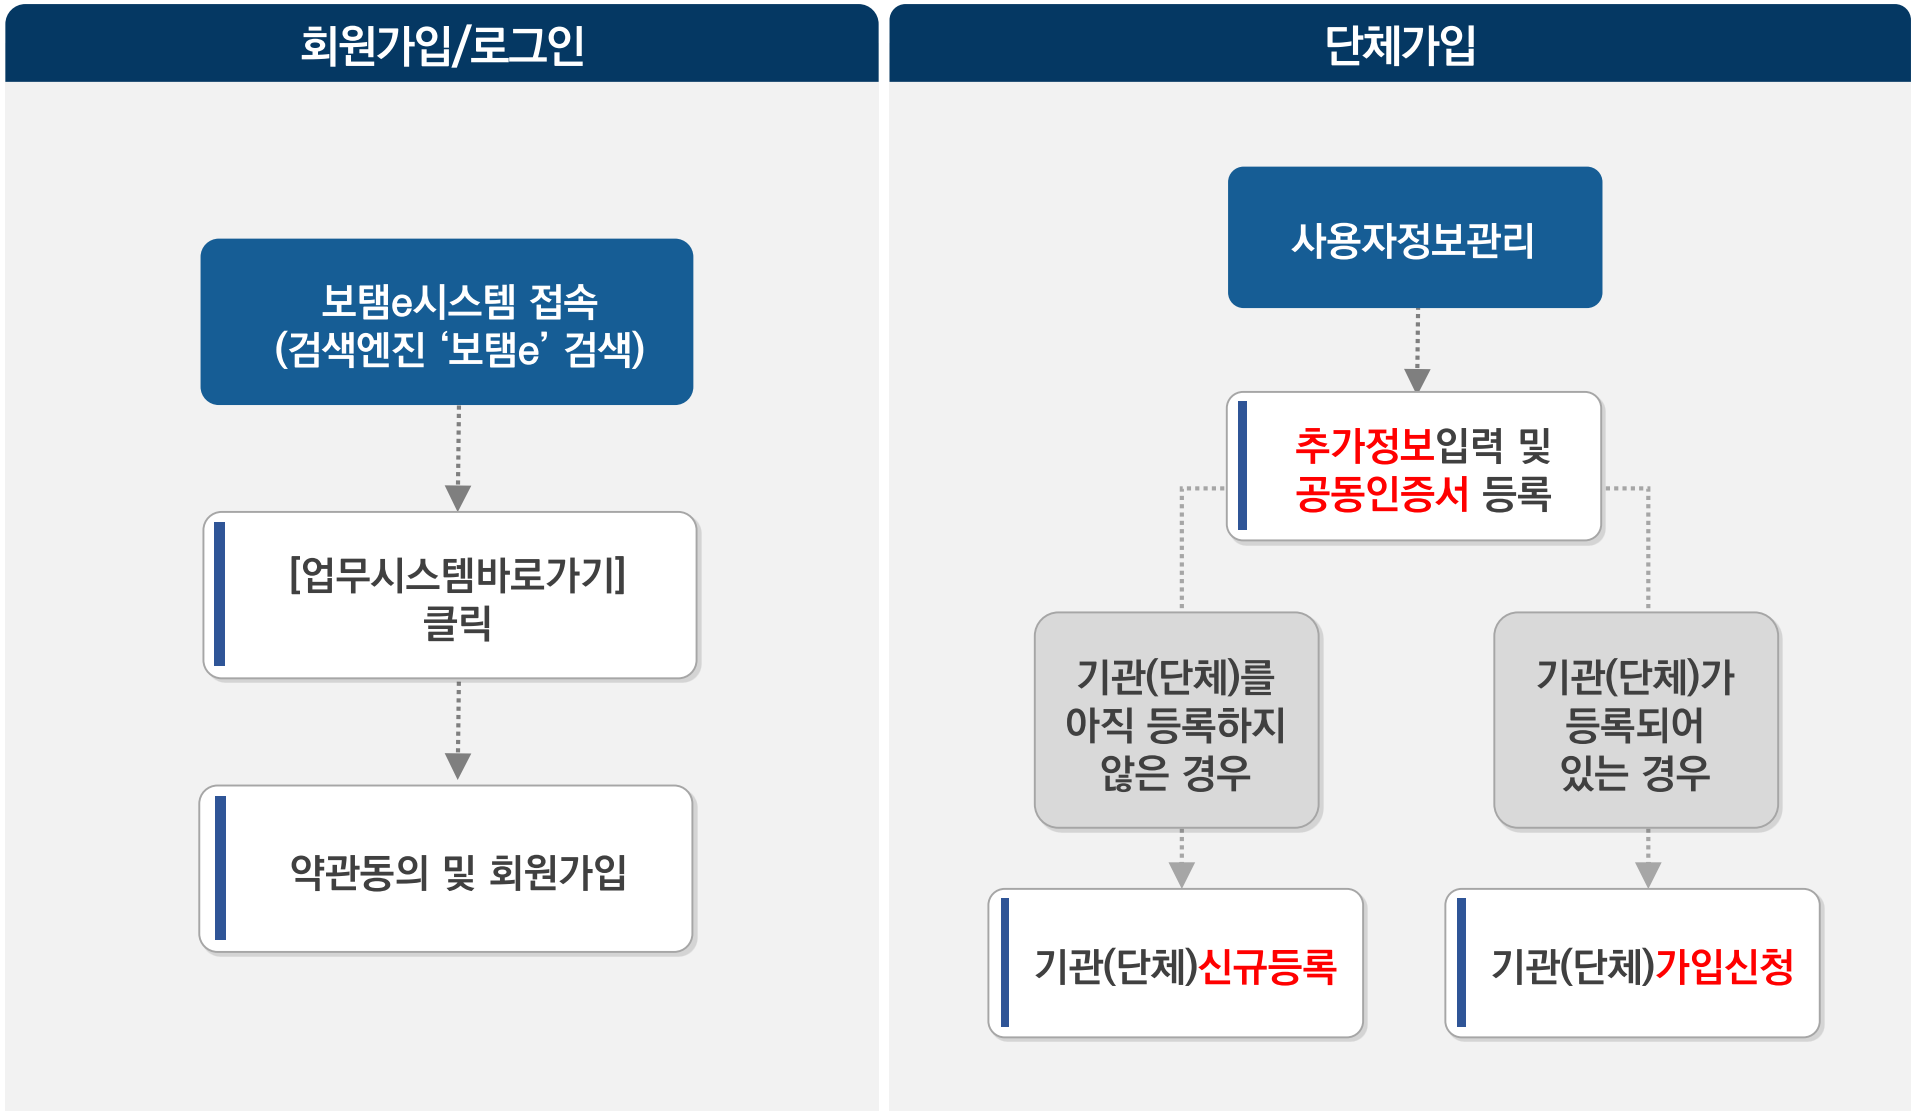 회원가입/로그인
보탬e시스템 접속
(검색엔진 ‘보탬e’ 검색)
[업무시스템바로가기]
클릭
약관동의 및 회원가입
단체가입
사용자정보관리
추가정보입력 및
공동인증서 등록
기관(단체)를
아직 등록하지
않은 경우
기관(단체)신규등록
기관(단체)가
등록되어
있는 경우
기관(단체)가입신청